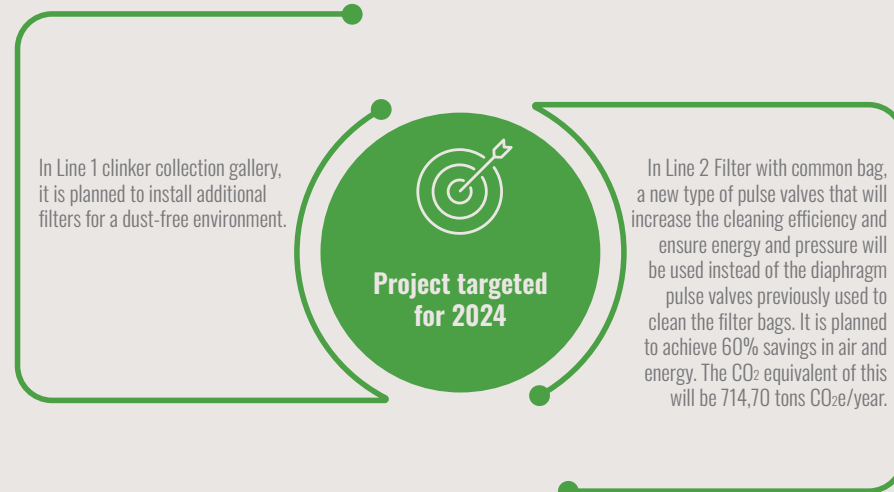 In Line 1 clinker collection gallery,
it is planned to install additional
filters for a dust-free environment.
Project targeted
for 2024
In Line 2 Filter with common bag,
a new type of pulse valves that will
increase the cleaning efficiency and
ensure energy and pressure will
be used instead of the diaphragm
pulse valves previously used to
clean the filter bags. It is planned
to achieve 60% savings in air and
energy. The CO₂ equivalent of this
will be 714,70 tons CO₂e/year.